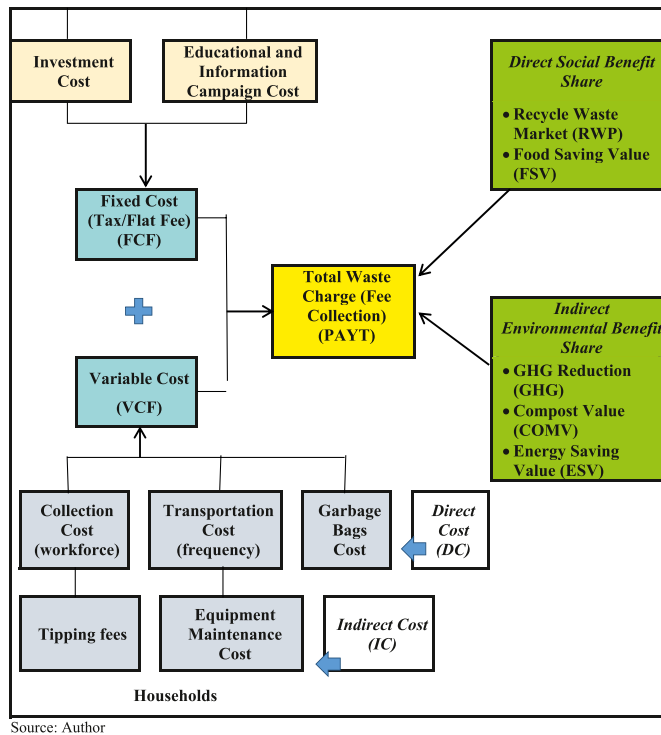 Investment
Cost
Educational and
Information
Campaign Cost
Direct Social Benefit
Share
• Recycle Waste
Market (RWP)
• Food Saving Value
(FSV)
Fixed Cost
(Tax/Flat Fee)
(FCF)
Total Waste
Charge (Fee
Collection)
(PAYT)
Indirect
Environmental Benefit
Share
• GHG Reduction
(GHG)
• Compost Value
(COMV)
• Energy Saving
Value (ESV)
Variable Cost
(VCF)
Collection
Cost
(workforce)
Transportation
Cost
(frequency)
Garbage
Bags
Cost
Direct
Cost
(DC)
Tipping fees
Equipment
Maintenance
Cost
Indirect Cost
(IC)
Households
Source: Author